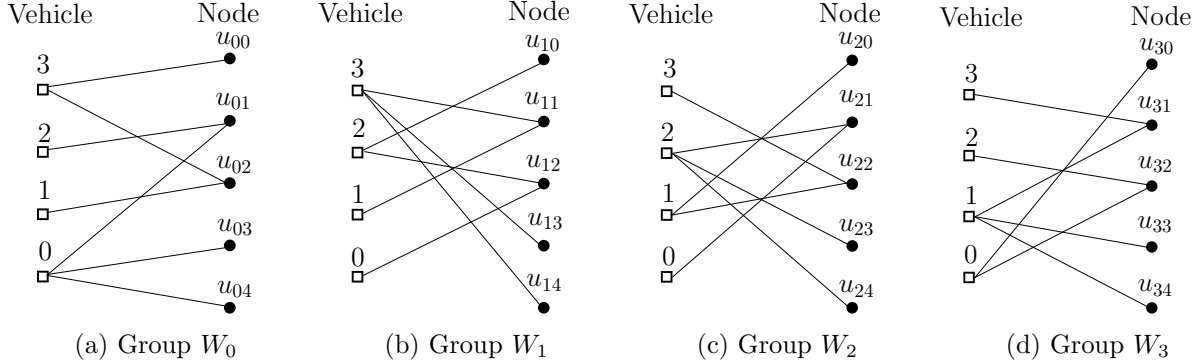 Vehicle Node
3 u00
2 u01
1 u02
0 u03
u04
(a) Group W0
Vehicle Node
3 u10
2 u11
1 u12
0 u13
u14
(b) Group W1
Vehicle Node
3 u20
2 u21
1 u22
0 u23
u24
(c) Group W2
Vehicle Node
3 u30
2 u31
1 u32
0 u33
u34
(d) Group W3